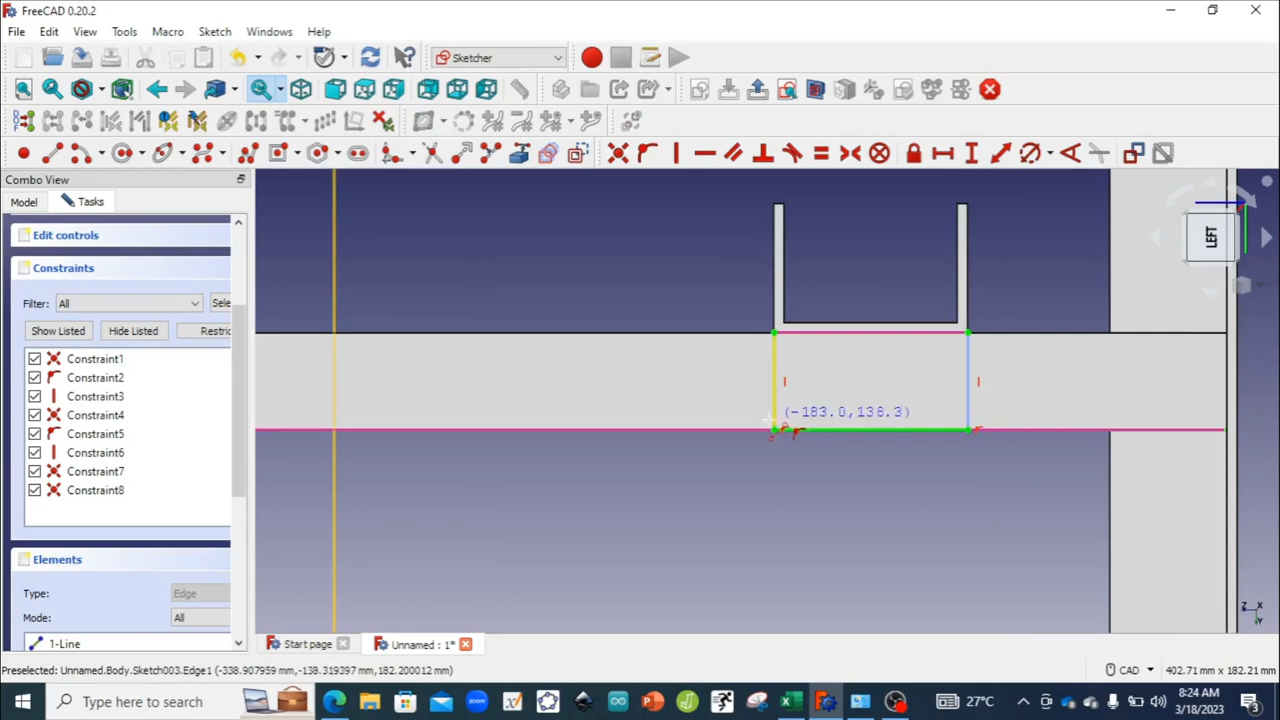 FreeCAD 0.20.2
File Edit View Tools Macro Sketch Windows Help
Sketcher
Combo View
Model Tasks
Edit controls
Constraints
Filter: All Sele
Show Listed Hide Listed Restric
Constraint1
Constraint2
Constraint3
Constraint4
Constraint5
Constraint6
Constraint7
Constraint8
Elements
Type: Edge
Mode: All
1-Line
LEFT
(-183.0,138.3)
Z X
Y
Start page Unnamed : 1*
Preselected: Unnamed.Body.Sketch003.Edge1 (-338.907959 mm,-138.319397 mm,182.200012 mm) CAD 402.71 mm x 182.21 mm
Type here to search 27°C 8:24 AM
3/18/2023
3